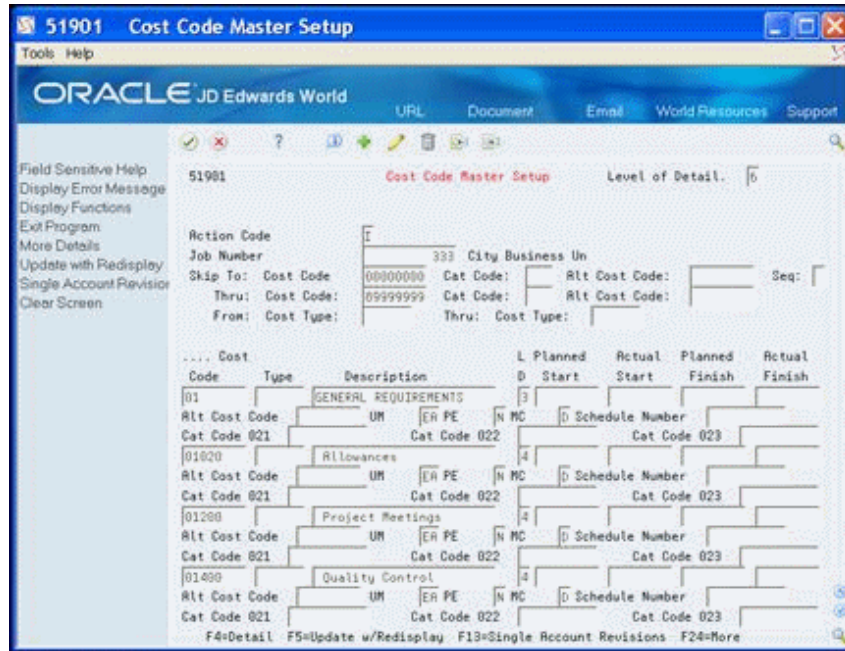 51901 Cost Code Master Setup
Tools Help
ORACLE JD Edwards World
URL Document Email World Resources Support
Field Sensitive Help
Display Error Message
Display Functions
Exit Program
More Details
Update with Redisplay
Single Account Revision
Clear Screen
51901 Cost Code Master Setup Level of Detail. 6
Action Code I
Job Number 333 City Business Un
Skip To: Cost Code 00000000 Cat Code: Alt Cost Code: Seq:
Thru: Cost Code: 09999999 Cat Code: Alt Cost Code:
From: Cost Type: Thru: Cost Type:
.... Cost L Planned Actual Planned Actual
Code Type Description D Start Start Finish Finish
01 GENERAL REQUIREMENTS 3
Alt Cost Code UM EA PE N MC D Schedule Number
Cat Code 021 Cat Code 022 Cat Code 023
01020 Allowances 4
Alt Cost Code UM EA PE N MC D Schedule Number
Cat Code 021 Cat Code 022 Cat Code 023
01200 Project Meetings 4
Alt Cost Code UM EA PE N MC D Schedule Number
Cat Code 021 Cat Code 022 Cat Code 023
01400 Quality Control 4
Alt Cost Code UM EA PE N MC D Schedule Number
Cat Code 021 Cat Code 022 Cat Code 023
F4=Detail F5=Update w/Redisplay F13=Single Account Revisions F24=More